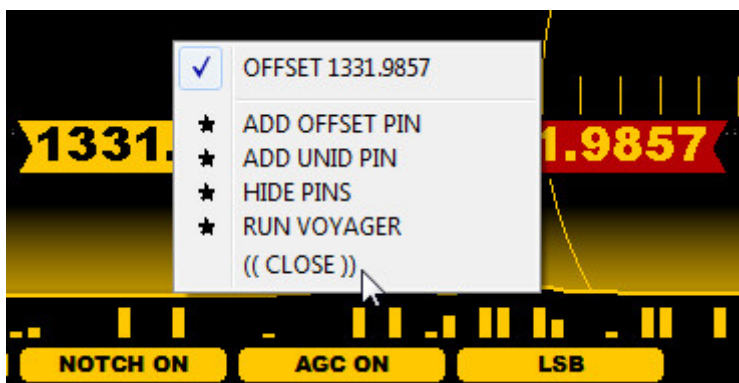 OFFSET 1331.9857
ADD OFFSET PIN
1331. 1.9857
ADD UNID PIN
HIDE PINS
RUN VOYAGER
(( CLOSE ))
NOTCH ON AGC ON LSB